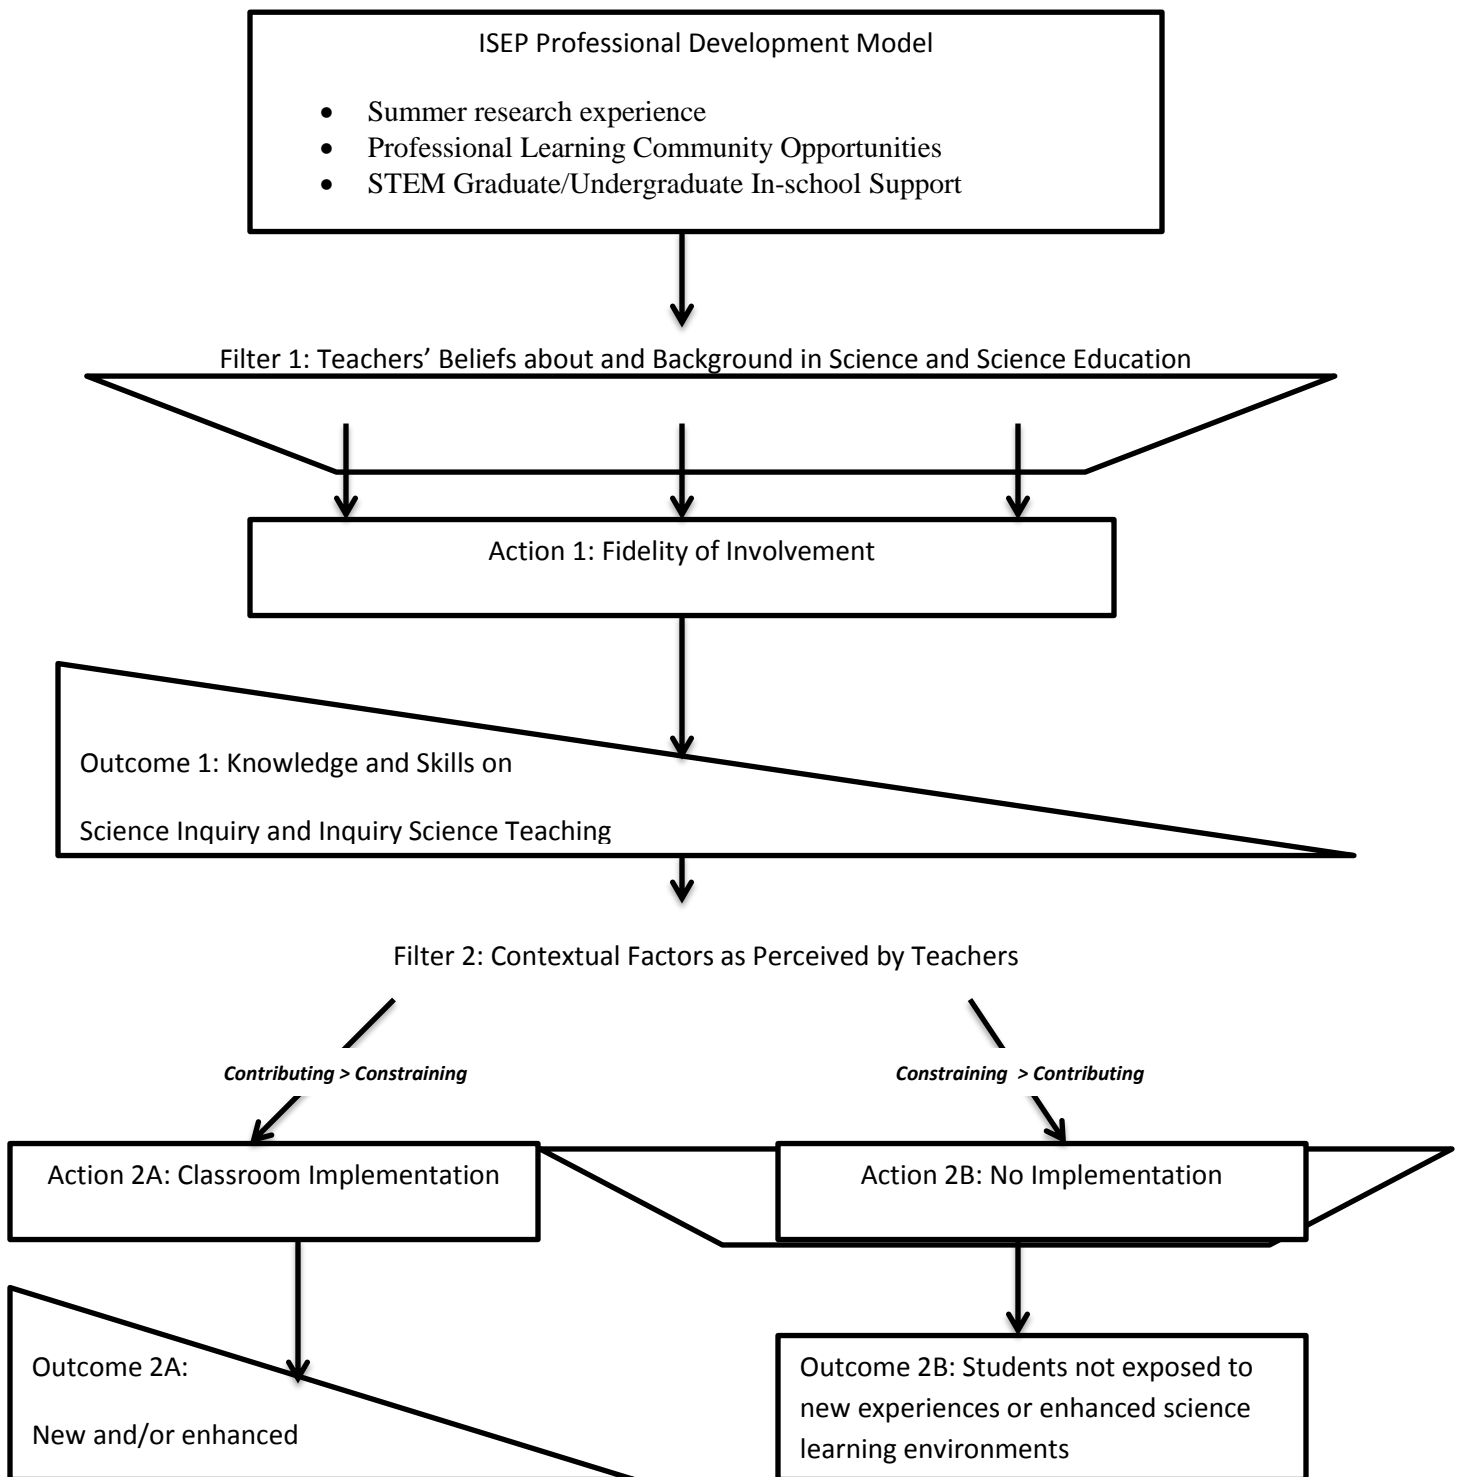 ISEP Professional Development Model
• Summer research experience
• Professional Learning Community Opportunities
• STEM Graduate/Undergraduate In-school Support
Filter 1: Teachers’ Beliefs about and Background in Science and Science Education
Action 1: Fidelity of Involvement
Outcome 1: Knowledge and Skills on
Science Inquiry and Inquiry Science Teaching
Filter 2: Contextual Factors as Perceived by Teachers
Contributing > Constraining
Constraining > Contributing
Action 2A: Classroom Implementation
Action 2B: No Implementation
Outcome 2A:
New and/or enhanced
Outcome 2B: Students not exposed to
new experiences or enhanced science
learning environments